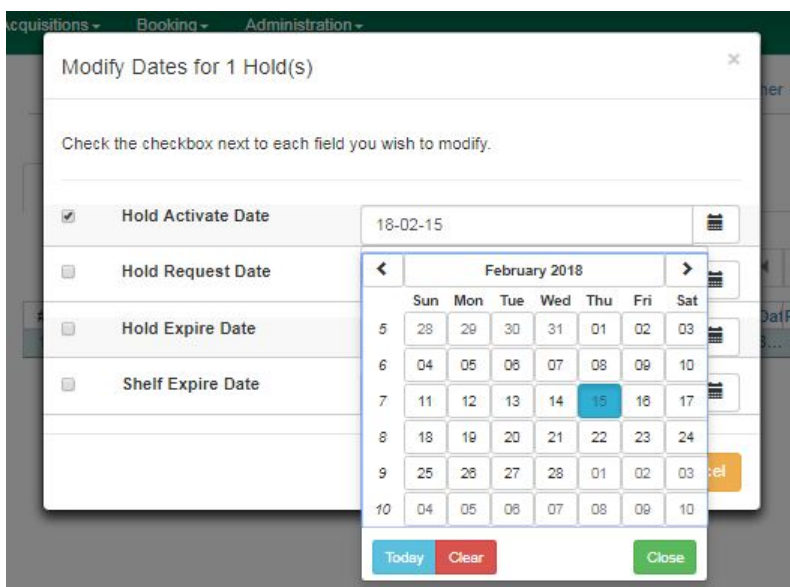 Acquisitions Booking Administration
Modify Dates for 1 Hold(s) ×
Check the checkbox next to each field you wish to modify.
Hold Activate Date 18-02-15
Hold Request Date
Hold Expire Date
Shelf Expire Date
February 2018
Sun Mon Tue Wed Thu Fri Sat
5 28 29 30 31 01 02 03
6 04 05 06 07 08 09 10
7 11 12 13 14 15 16 17
8 18 19 20 21 22 23 24
9 25 26 27 28 01 02 03
10 04 05 06 07 08 09 10
Today Clear Close